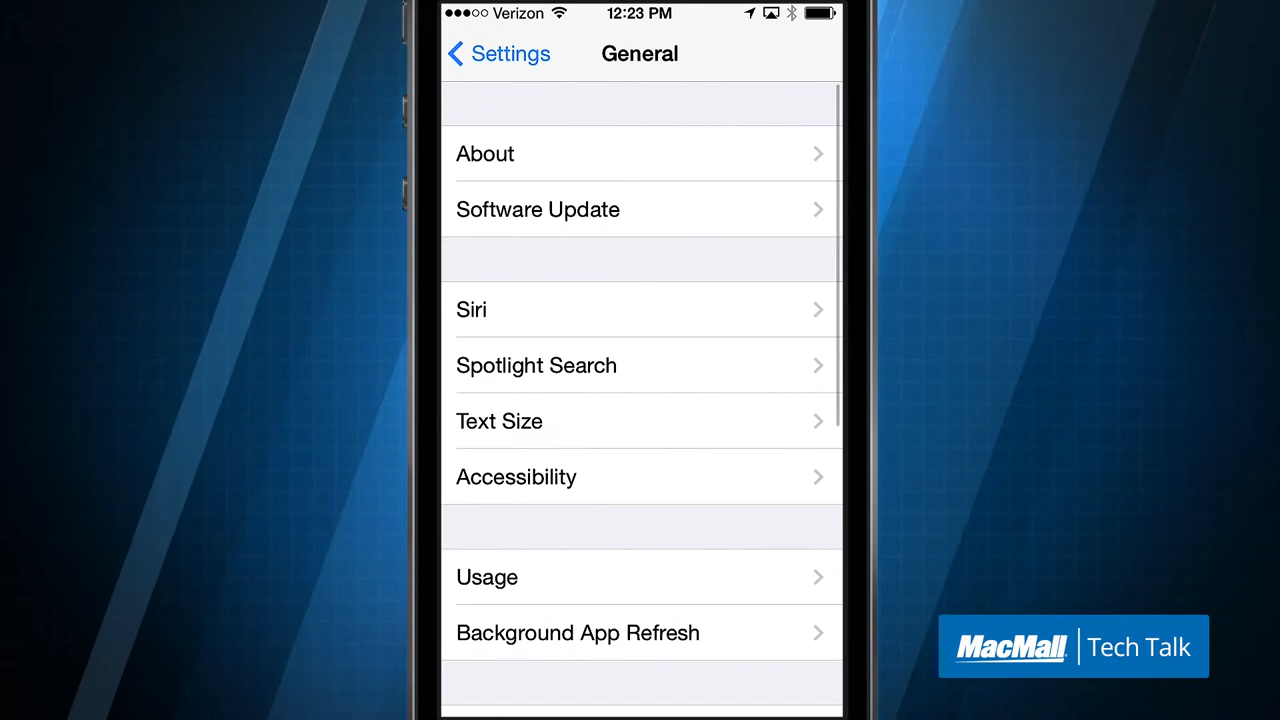 Verizon 12:23 PM
Settings General
About
Software Update
Siri
Spotlight Search
Text Size
Accessibility
Usage
Background App Refresh
MacMall Tech Talk